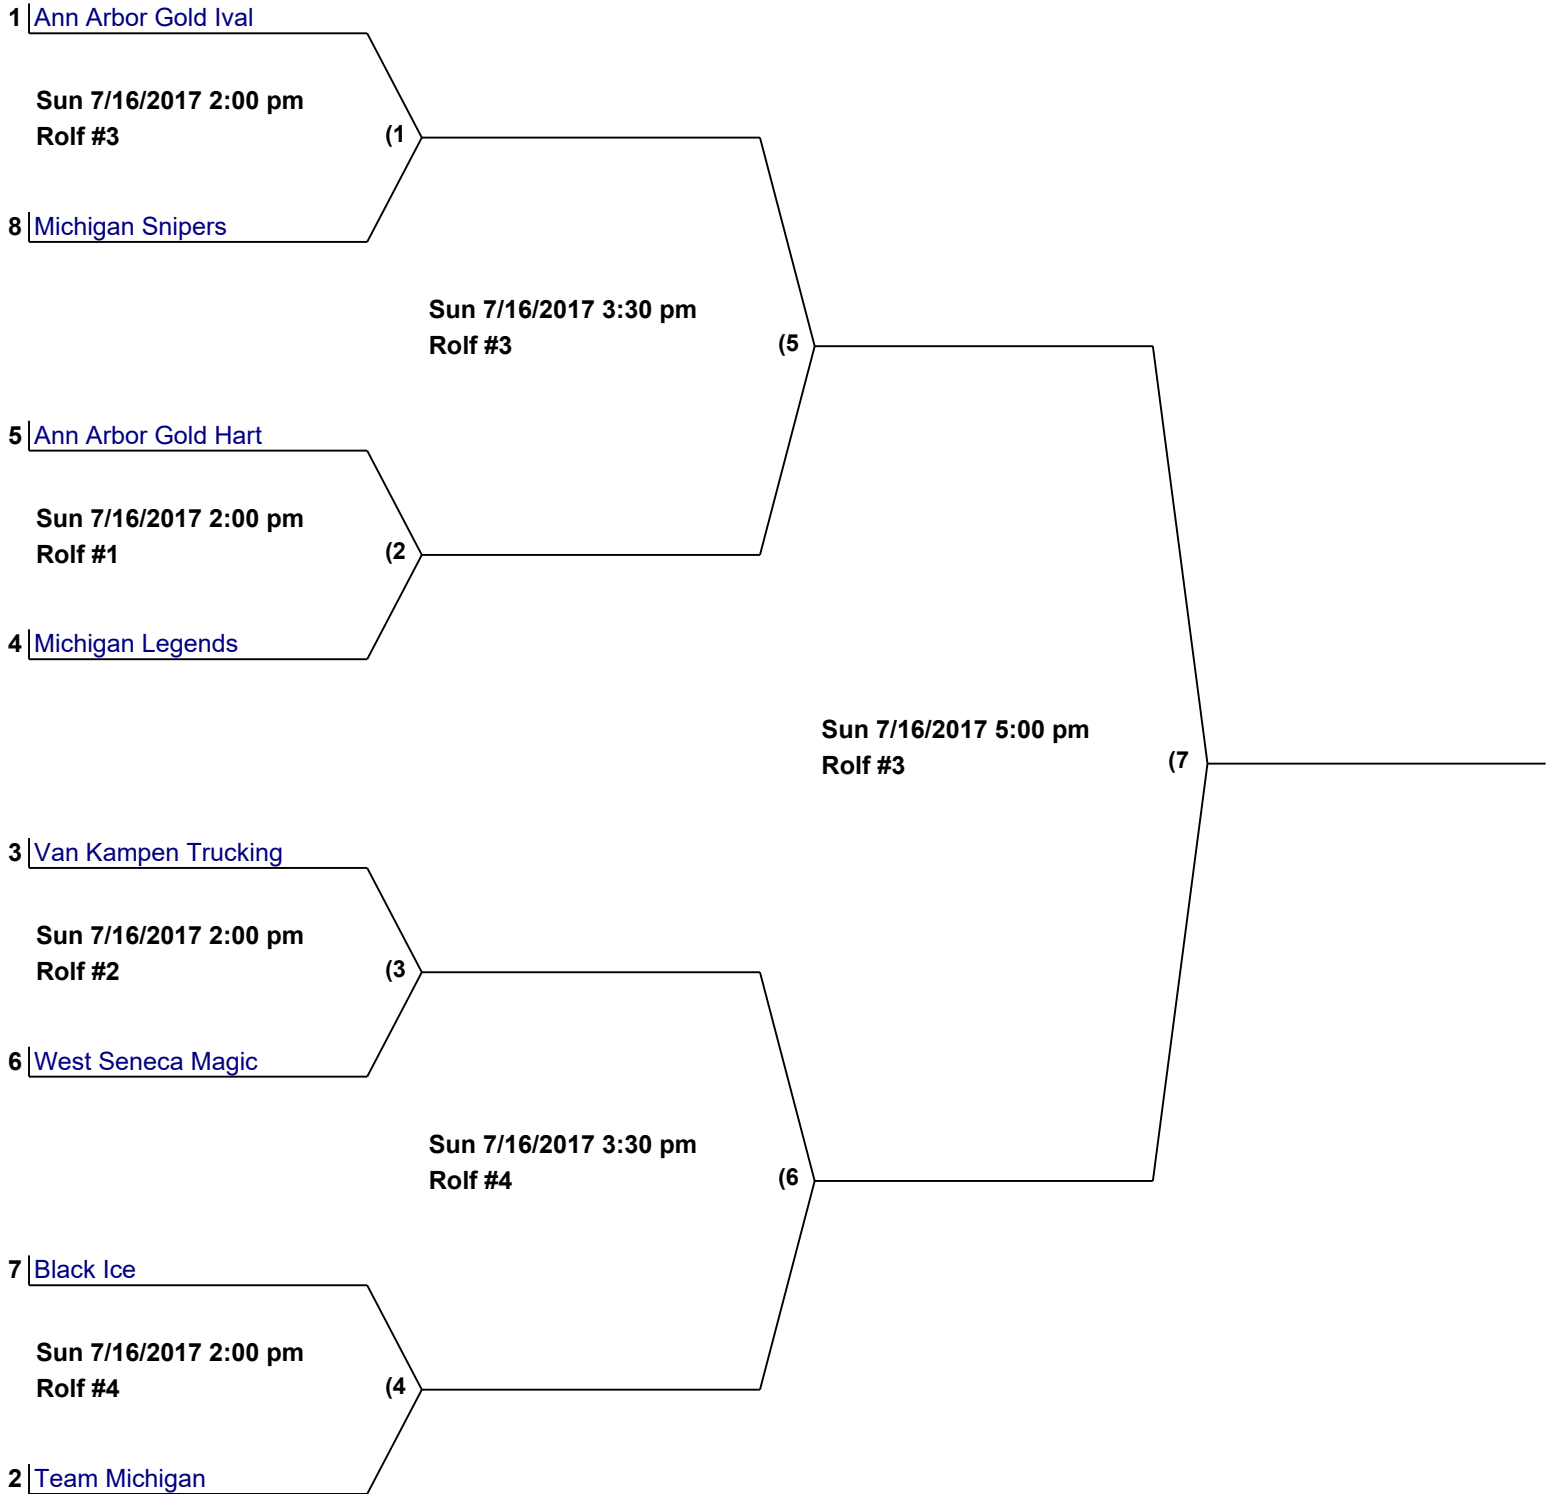 1 Ann Arbor Gold Ival
Sun 7/16/2017 2:00 pm
Rolf #3
(1
8 Michigan Snipers
Sun 7/16/2017 3:30 pm
Rolf #3
(5
5 Ann Arbor Gold Hart
Sun 7/16/2017 2:00 pm
Rolf #1
(2
4 Michigan Legends
Sun 7/16/2017 5:00 pm
Rolf #3
(7
3 Van Kampen Trucking
Sun 7/16/2017 2:00 pm
Rolf #2
(3
6 West Seneca Magic
Sun 7/16/2017 3:30 pm
Rolf #4
(6
7 Black Ice
Sun 7/16/2017 2:00 pm
Rolf #4
(4
2 Team Michigan